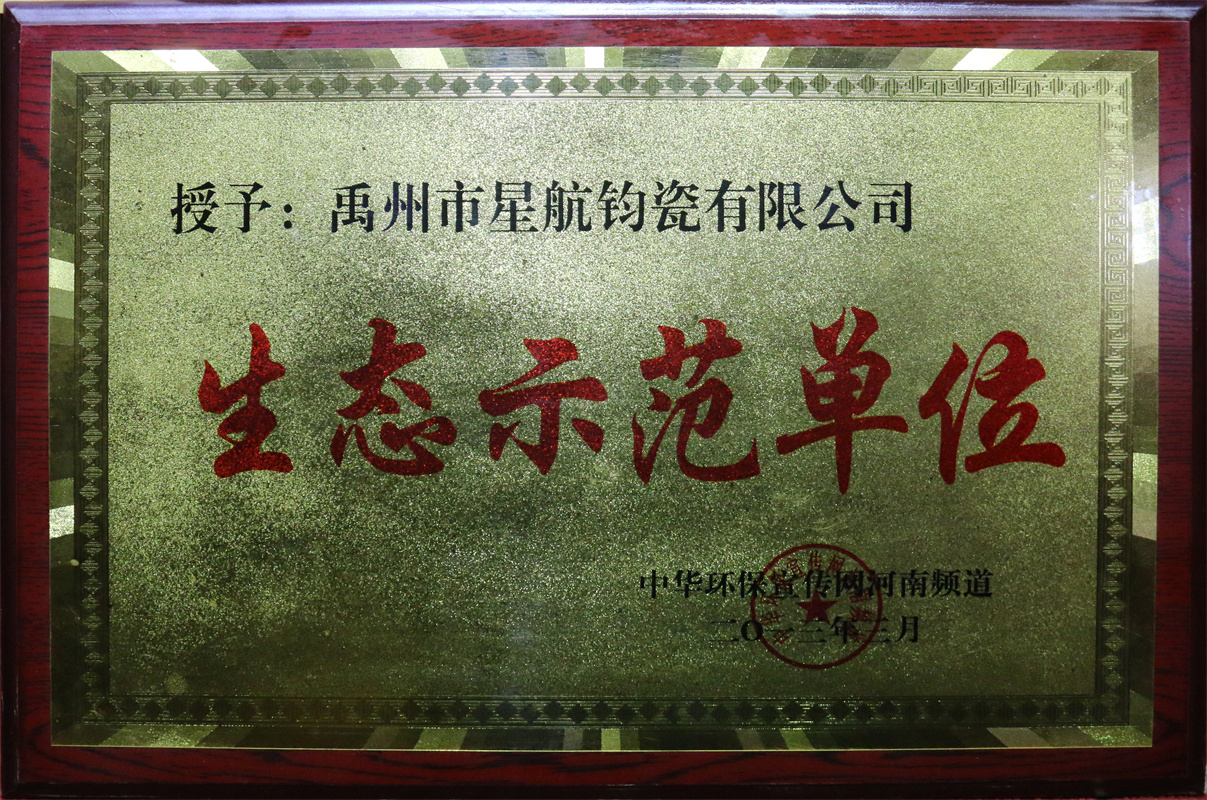 授予：禹州市星航钧瓷有限公司
生态示范单位
中华环保宣传网河南频道
二〇一三年三月